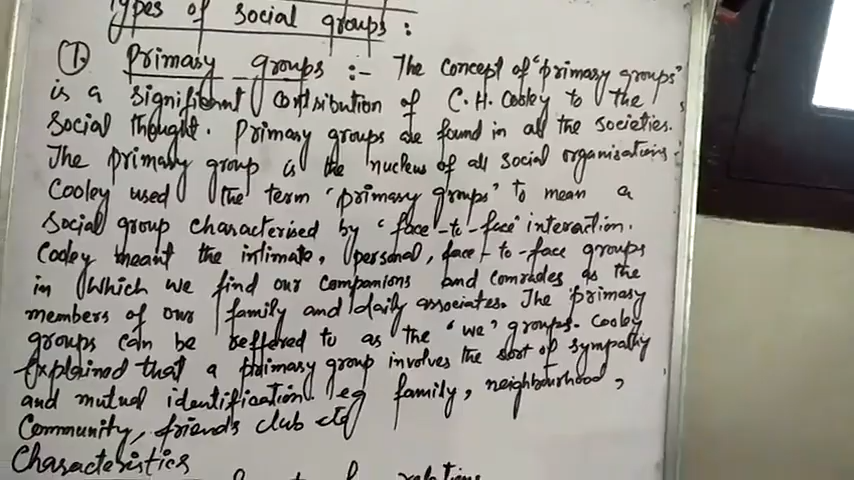 Types of Social groups :
1. Primary groups :- The concept of "primary groups"
is a significant contribution of C.H. Cooley to the
Social thought. Primary groups are found in all the societies.
The primary group is the nucleus of all social organisations.
Cooley used the term 'primary groups' to mean a
Social group characterised by 'face-to-face' interaction.
Cooley meant the intimate, personal, face-to-face groups
in which we find our companions and comrades as the
members of our family and daily associates. The primary
groups can be reffered to as the 'we' groups. Cooley
Explained that a primary group involves the sort of sympathy
and mutual identification. eg family, neighbourhood,
Community, friends club etc
Characteristics
relations